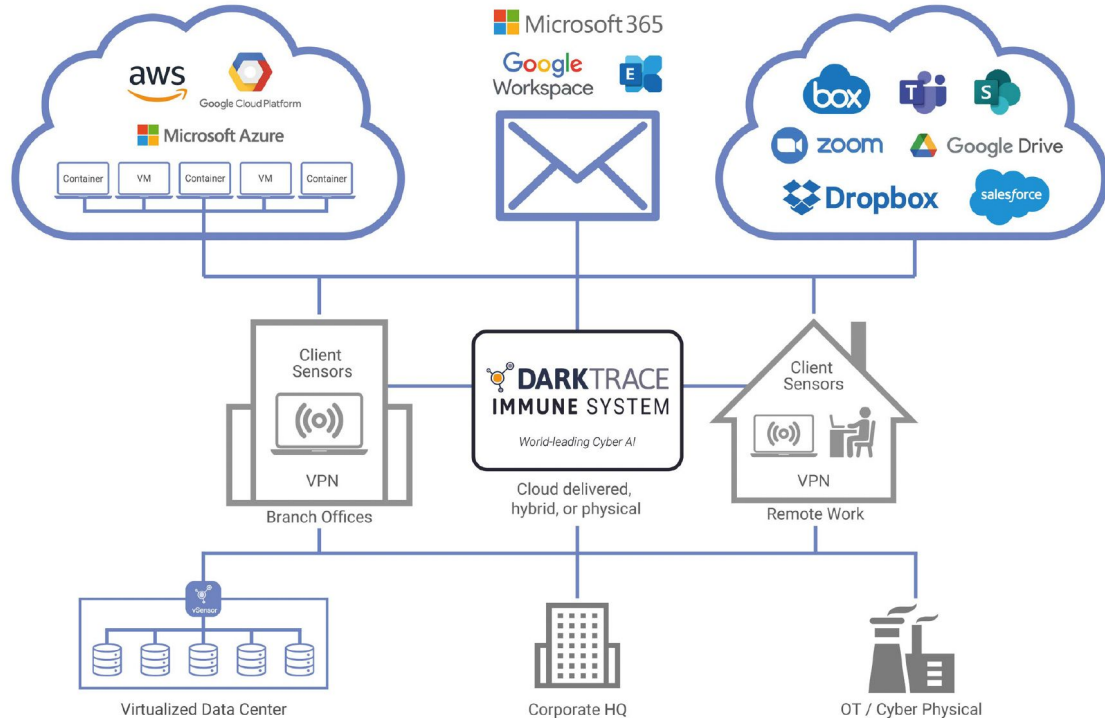 aws
Google Cloud Platform
Microsoft Azure
Container
VM
Container
VM
Container
Microsoft 365
Google
Workspace
E
box
T
S
zoom
Google Drive
Dropbox
salesforce
Client
Sensors
VPN
Branch Offices
DARKTRACE
IMMUNE SYSTEM
World-leading Cyber AI
Cloud delivered,
hybrid, or physical
Client
Sensors
VPN
Remote Work
vSensor
Virtualized Data Center
Corporate HQ
OT / Cyber Physical